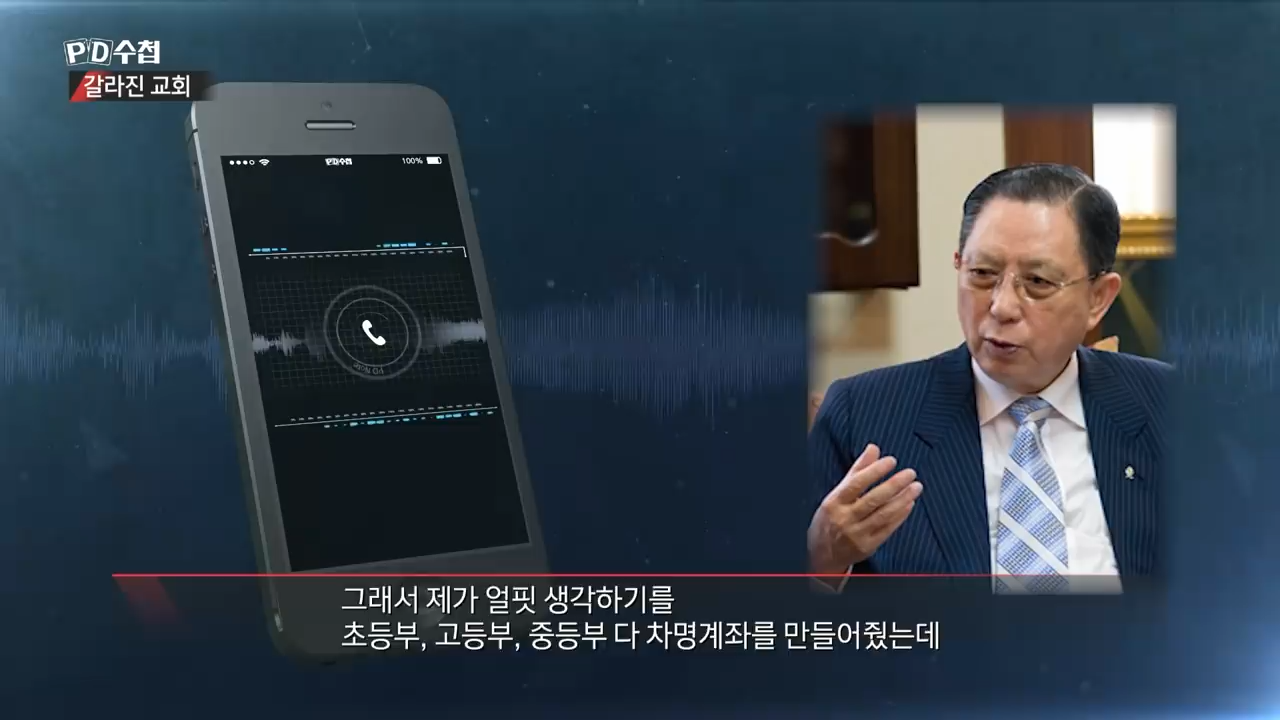 PD수첩
갈라진 교회
PD수첩
100%
PD Note
그래서 제가 얼핏 생각하기를
초등부, 고등부, 중등부 다 차명계좌를 만들어줬는데